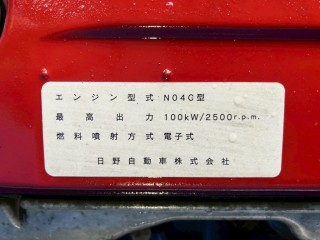 エンジン型式 N04C型
最高出力 100kW/2500r.p.m.
燃料噴射方式 電子式
日野自動車株式会社